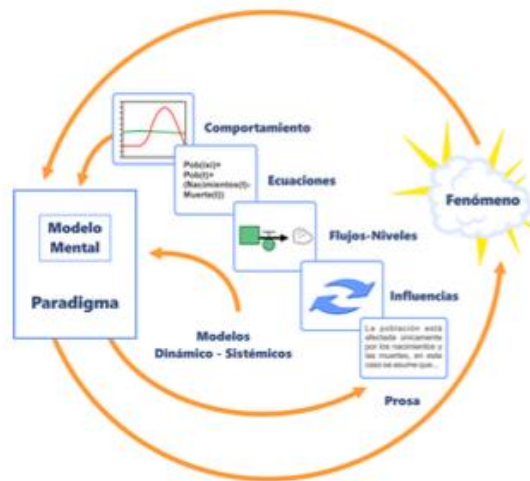 Comportamiento
Pob(ixi)=
Pob(t)+
(Nacimientos(t)-
Muerte(t))
Ecuaciones
Fenómeno
Flujos-Niveles
Modelo
Mental
Paradigma
Influencias
Modelos
Dinámico - Sistémicos
La población está
afectada únicamente
por los nacimientos y
las muertes, en este
caso se asume que...
Prosa